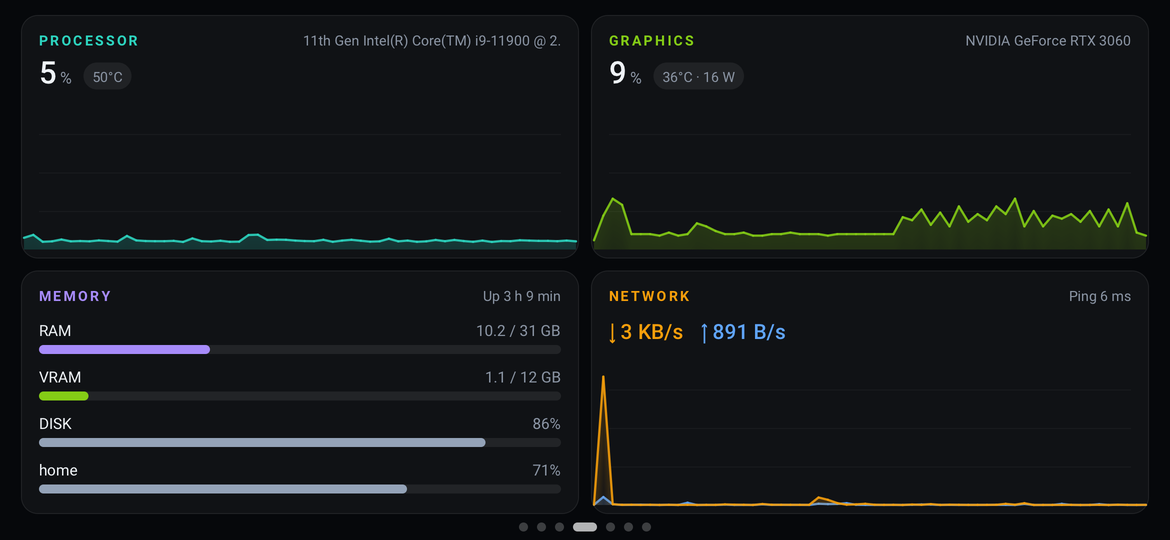 PROCESSOR 11th Gen Intel(R) Core(TM) i9-11900 @ 2.
5 % 50°C
GRAPHICS NVIDIA GeForce RTX 3060
9 % 36°C · 16 W
MEMORY Up 3 h 9 min
RAM 10.2 / 31 GB
VRAM 1.1 / 12 GB
DISK 86%
home 71%
NETWORK Ping 6 ms
↓ 3 KB/s ↑ 891 B/s